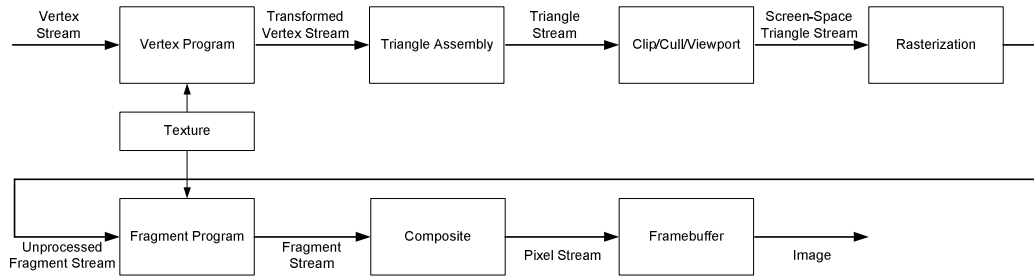 Vertex
Stream
Vertex Program
Transformed
Vertex Stream
Triangle Assembly
Triangle
Stream
Clip/Cull/Viewport
Screen-Space
Triangle Stream
Rasterization
Texture
Unprocessed
Fragment Stream
Fragment Program
Fragment
Stream
Composite
Pixel Stream
Framebuffer
Image